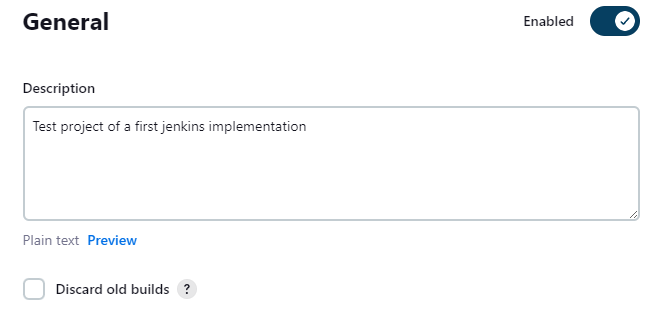 General
Enabled
Description
Test project of a first jenkins implementation
Plain text Preview
Discard old builds ?